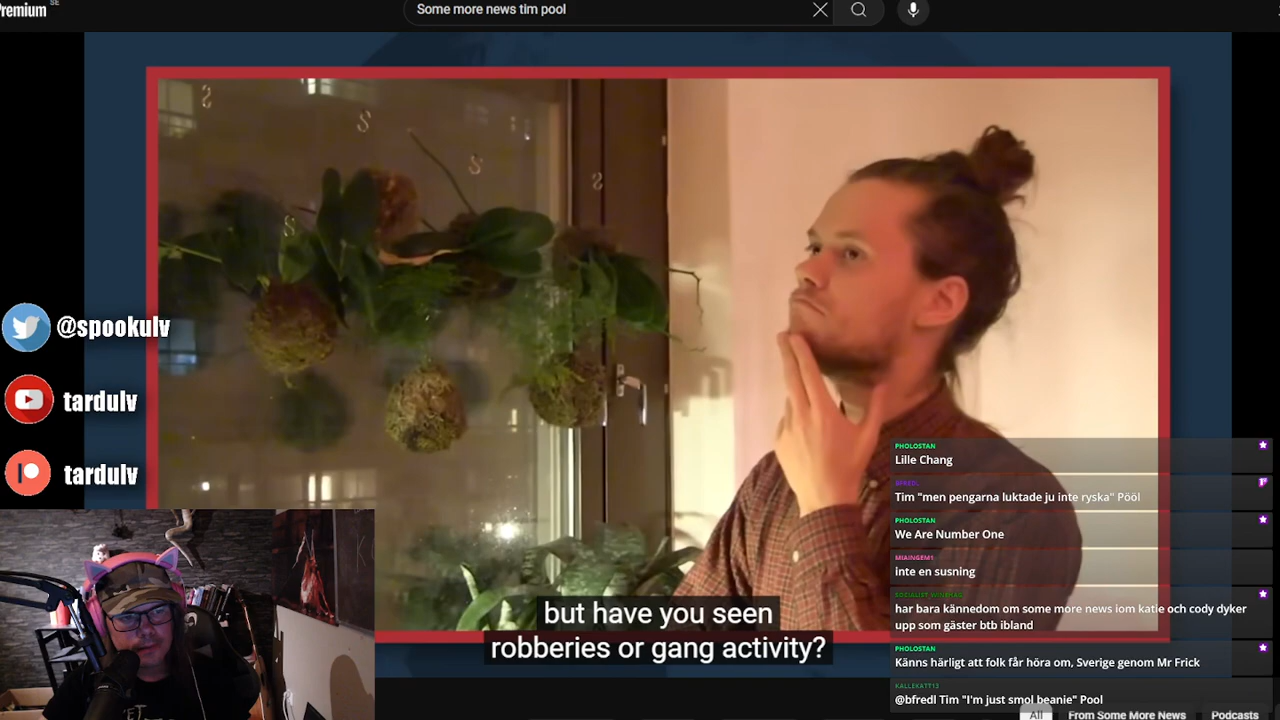 Premium SE
Some more news tim pool
@spookulv
tardulv
tardulv
but have you seen
robberies or gang activity?
PHOLOSTAN
Lille Chang
BFREDL
Tim "men pengarna luktade ju inte ryska" Pööl
PHOLOSTAN
We Are Number One
MIAINGEM1
inte en susning
har bara kännedom om some more news iom katie och cody dyker
upp som gäster btb ibland
PHOLOSTAN
Känns härligt att folk får höra om, Sverige genom Mr Frick
KALLEKATT13
@bfredl Tim "I'm just smol beanie" Pool
All From Some More News Podcasts